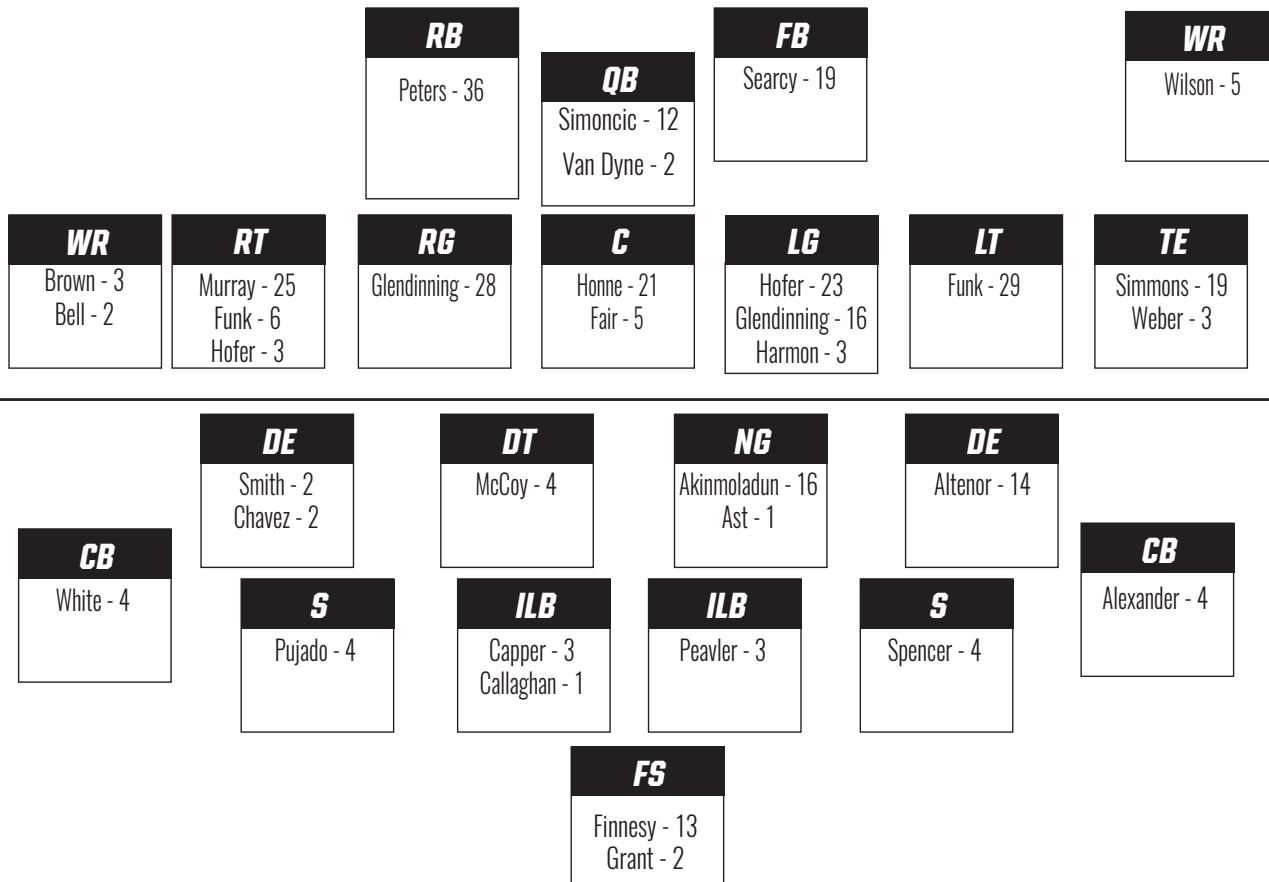 RB
Peters - 36
QB
Simoncic - 12
Van Dyne - 2
FB
Searcy - 19
WR
Wilson - 5
WR
Brown - 3
Bell - 2
RT
Murray - 25
Funk - 6
Hofer - 3
RG
Glendinning - 28
C
Honne - 21
Fair - 5
LG
Hofer - 23
Glendinning - 16
Harmon - 3
LT
Funk - 29
TE
Simmons - 19
Weber - 3
DE
Smith - 2
Chavez - 2
DT
McCoy - 4
NG
Akinmoladun - 16
Ast - 1
DE
Altenor - 14
CB
White - 4
CB
Alexander - 4
S
Pujado - 4
ILB
Capper - 3
Callaghan - 1
ILB
Peavler - 3
S
Spencer - 4
FS
Finnesy - 13
Grant - 2